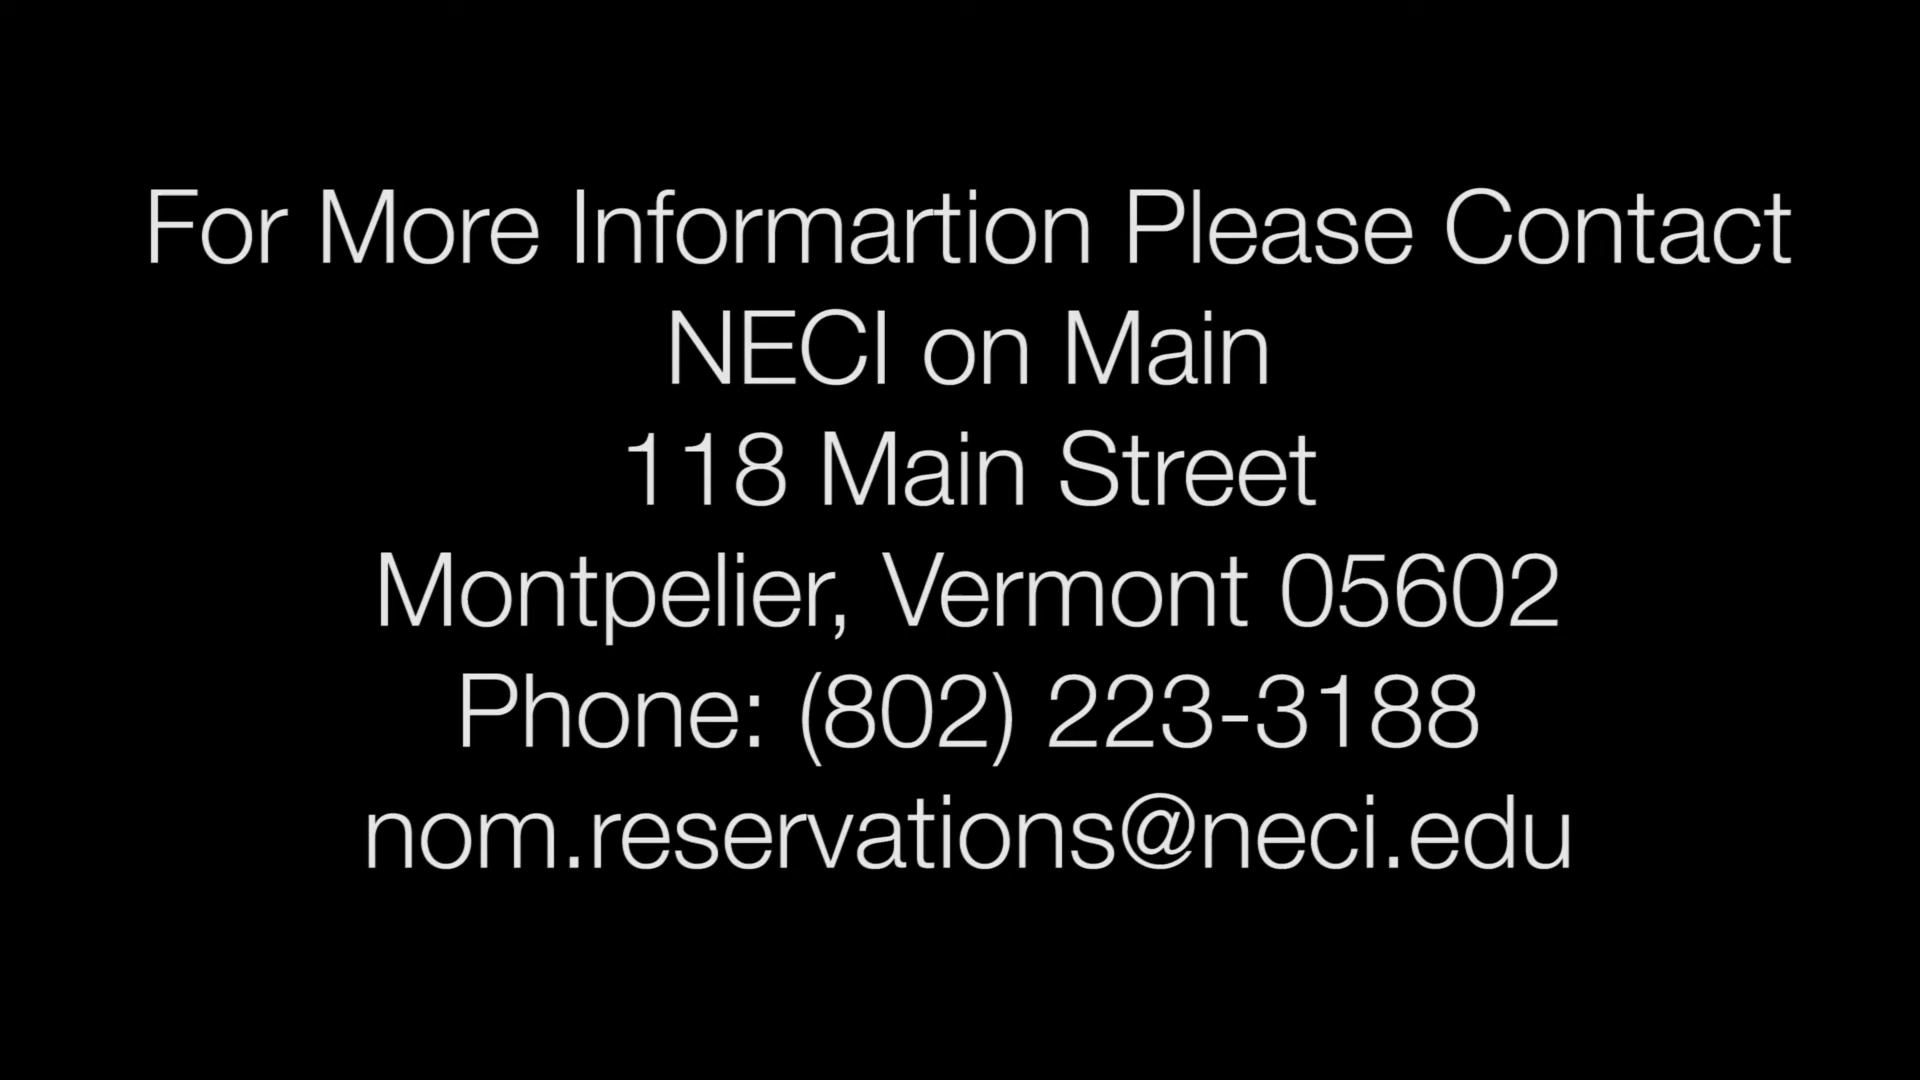 For More Informartion Please Contact
NECI on Main
118 Main Street
Montpelier, Vermont 05602
Phone: (802) 223-3188
nom.reservations@neci.edu